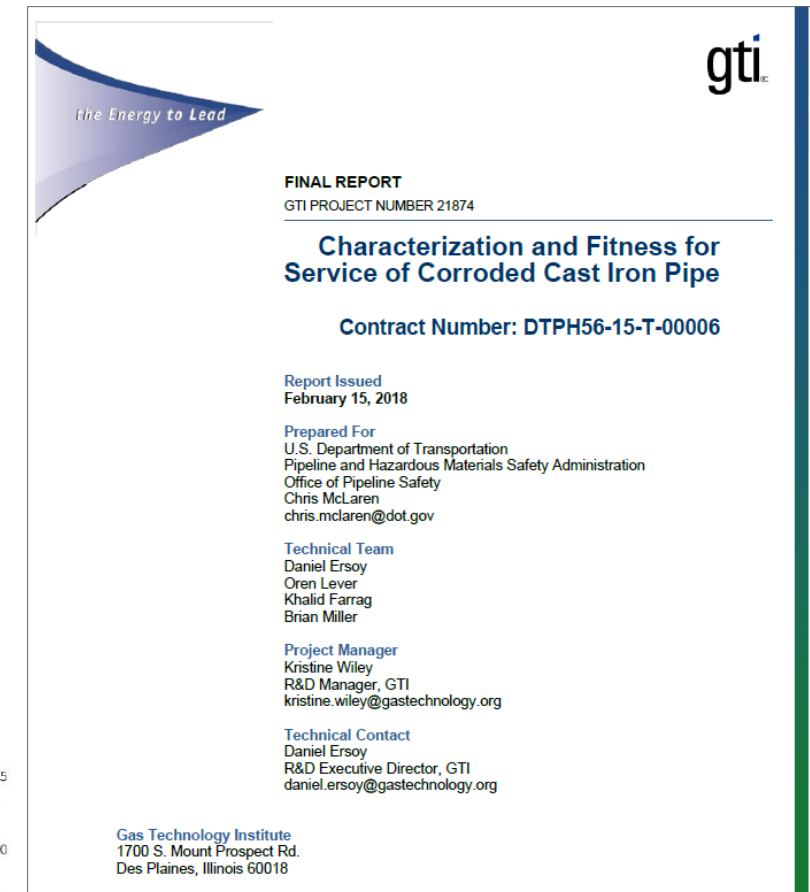 gti
the Energy to Lead
FINAL REPORT
GTI PROJECT NUMBER 21874
Characterization and Fitness for
Service of Corroded Cast Iron Pipe
Contract Number: DTPH56-15-T-00006
Report Issued
February 15, 2018
Prepared For
U.S. Department of Transportation
Pipeline and Hazardous Materials Safety Administration
Office of Pipeline Safety
Chris McLaren
chris.mclaren@dot.gov
Technical Team
Daniel Ersoy
Oren Lever
Khalid Farrag
Brian Miller
Project Manager
Kristine Wiley
R&D Manager, GTI
kristine.wiley@gastechnology.org
Technical Contact
Daniel Ersoy
R&D Executive Director, GTI
daniel.ersoy@gastechnology.org
5
0
Gas Technology Institute
1700 S. Mount Prospect Rd.
Des Plaines, Illinois 60018